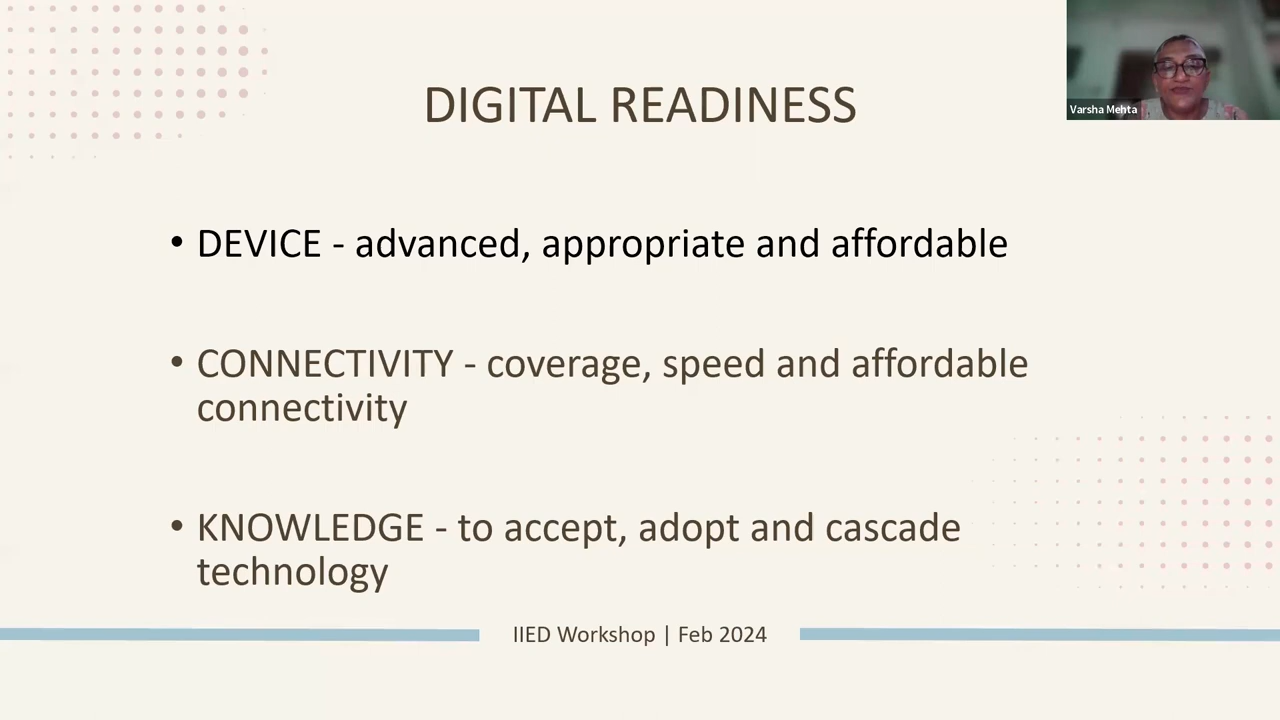 DIGITAL READINESS
Varsha Mehta
• DEVICE - advanced, appropriate and affordable
• CONNECTIVITY - coverage, speed and affordable
connectivity
• KNOWLEDGE - to accept, adopt and cascade
technology
IIED Workshop | Feb 2024